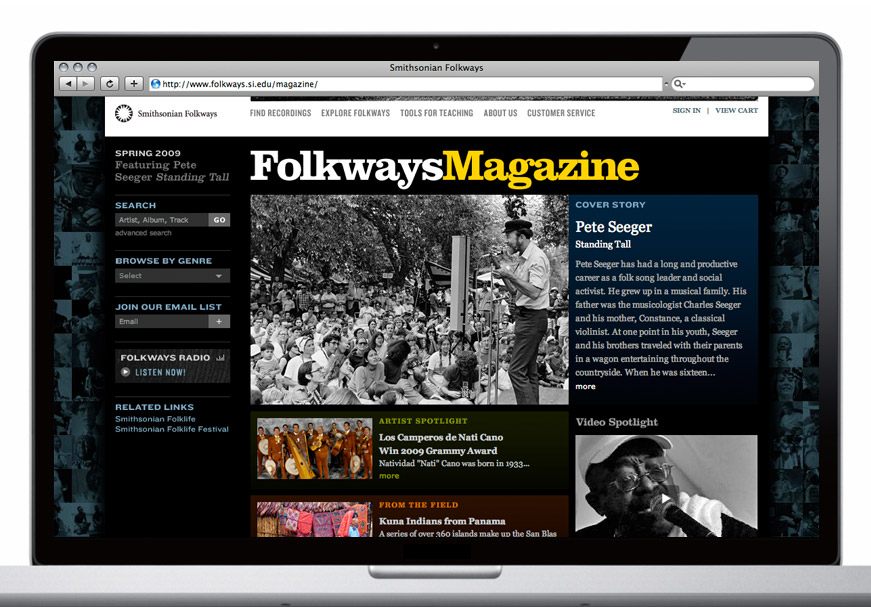 Smithsonian Folkways
http://www.folkways.si.edu/magazine/
Smithsonian Folkways
FIND RECORDINGS EXPLORE FOLKWAYS TOOLS FOR TEACHING ABOUT US CUSTOMER SERVICE
SIGN IN | VIEW CART
SPRING 2009
Featuring Pete
Seeger Standing Tall
SEARCH
Artist, Album, Track GO
advanced search
BROWSE BY GENRE
Select
JOIN OUR EMAIL LIST
Email +
FOLKWAYS RADIO
LISTEN NOW!
RELATED LINKS
Smithsonian Folklife
Smithsonian Folklife Festival
FolkwaysMagazine
COVER STORY
Pete Seeger
Standing Tall
Pete Seeger has had a long and productive
career as a folk song leader and social
activist. He grew up in a musical family. His
father was the musicologist Charles Seeger
and his mother, Constance, a classical
violinist. At one point in his youth, Seeger
and his brothers traveled with their parents
in a wagon entertaining throughout the
countryside. When he was sixteen...
more
ARTIST SPOTLIGHT
Los Camperos de Nati Cano
Win 2009 Grammy Award
Natividad "Nati" Cano was born in 1933...
more
FROM THE FIELD
Kuna Indians from Panama
A series of over 360 islands make up the San Blas
Video Spotlight